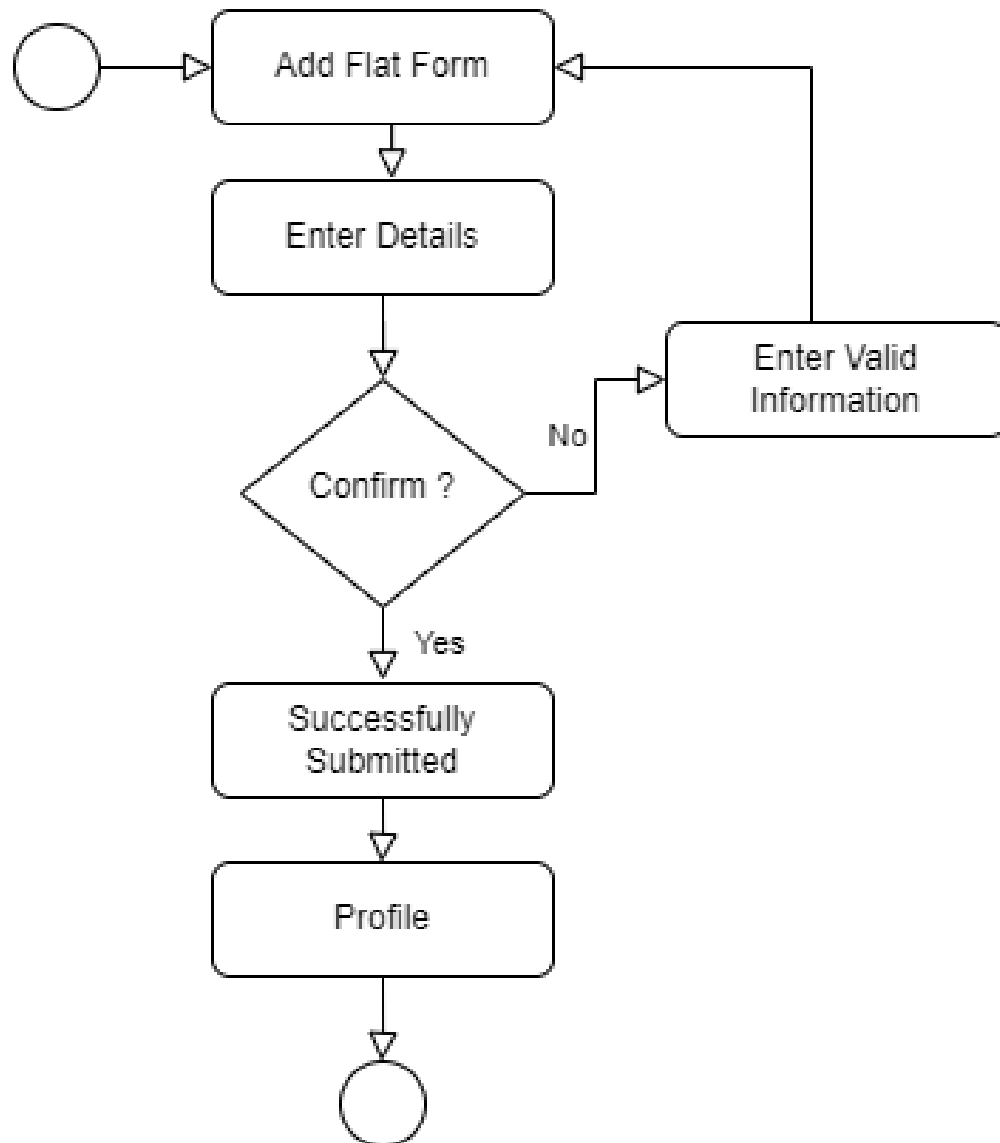 Add Flat Form
Enter Details
Enter Valid
Information
No
Confirm ?
Yes
Successfully
Submitted
Profile